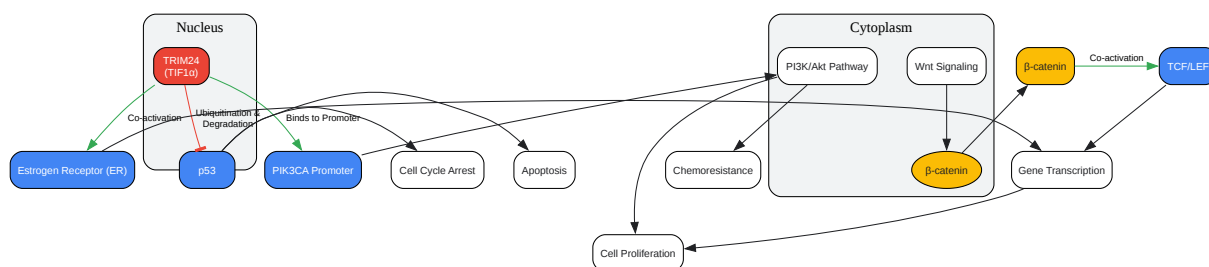 Nucleus
Cytoplasm
TRIM24
(TIF1α)
PI3K/Akt Pathway
Wnt Signaling
β-catenin
Co-activation
TCF/LEF
Co-activation
Ubiquitination &
Degradation
Binds to Promoter
Estrogen Receptor (ER)
p53
PIK3CA Promoter
Cell Cycle Arrest
Apoptosis
Chemoresistance
β-catenin
Gene Transcription
Cell Proliferation